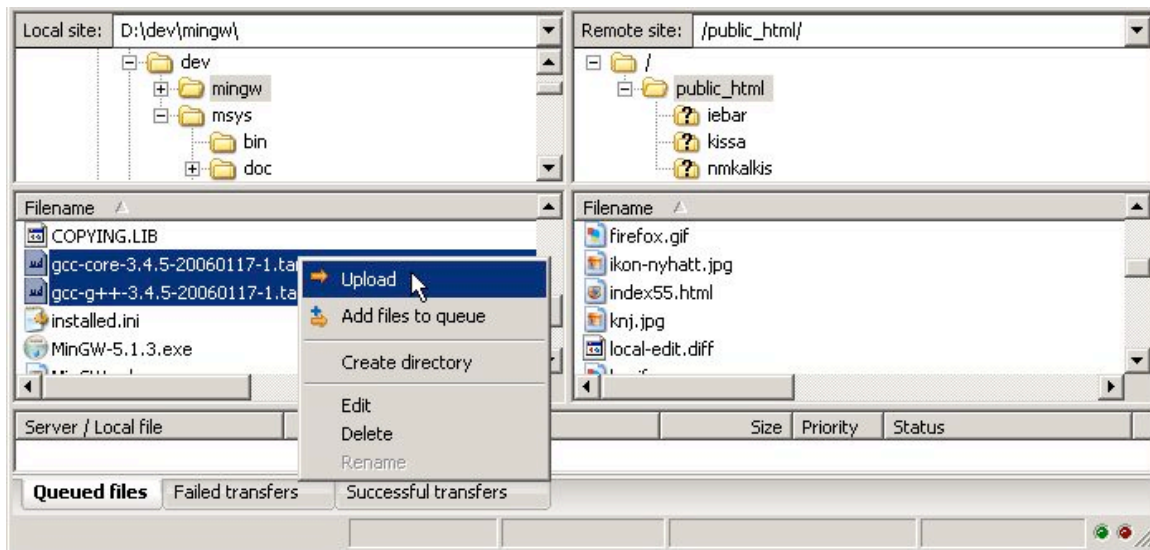 Local site: D:\dev\mingw\
dev
mingw
msys
bin
doc
Remote site: /public_html/
/
public_html
iebar
kissa
nmkalkis
Filename
COPYING.LIB
gcc-core-3.4.5-20060117-1.ta
gcc-g++-3.4.5-20060117-1.ta
installed.ini
MinGW-5.1.3.exe
Filename
firefox.gif
ikon-nyhatt.jpg
index55.html
knj.jpg
local-edit.diff
Upload
Add files to queue
Create directory
Edit
Delete
Rename
Server / Local file
Size Priority Status
Queued files Failed transfers Successful transfers